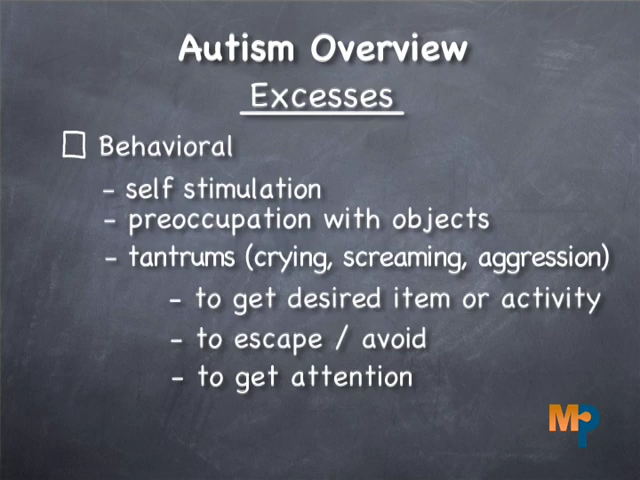 Autism Overview
Excesses
Behavioral
- self stimulation
- preoccupation with objects
- tantrums (crying, screaming, aggression)
- to get desired item or activity
- to escape / avoid
- to get attention
MP